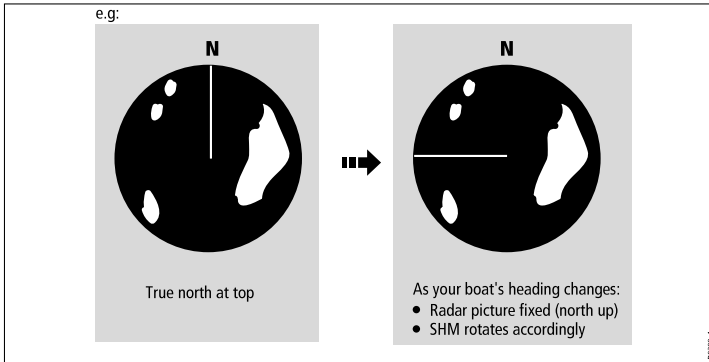 e.g:
N
True north at top
N
As your boat's heading changes:
● Radar picture fixed (north up)
● SHM rotates accordingly